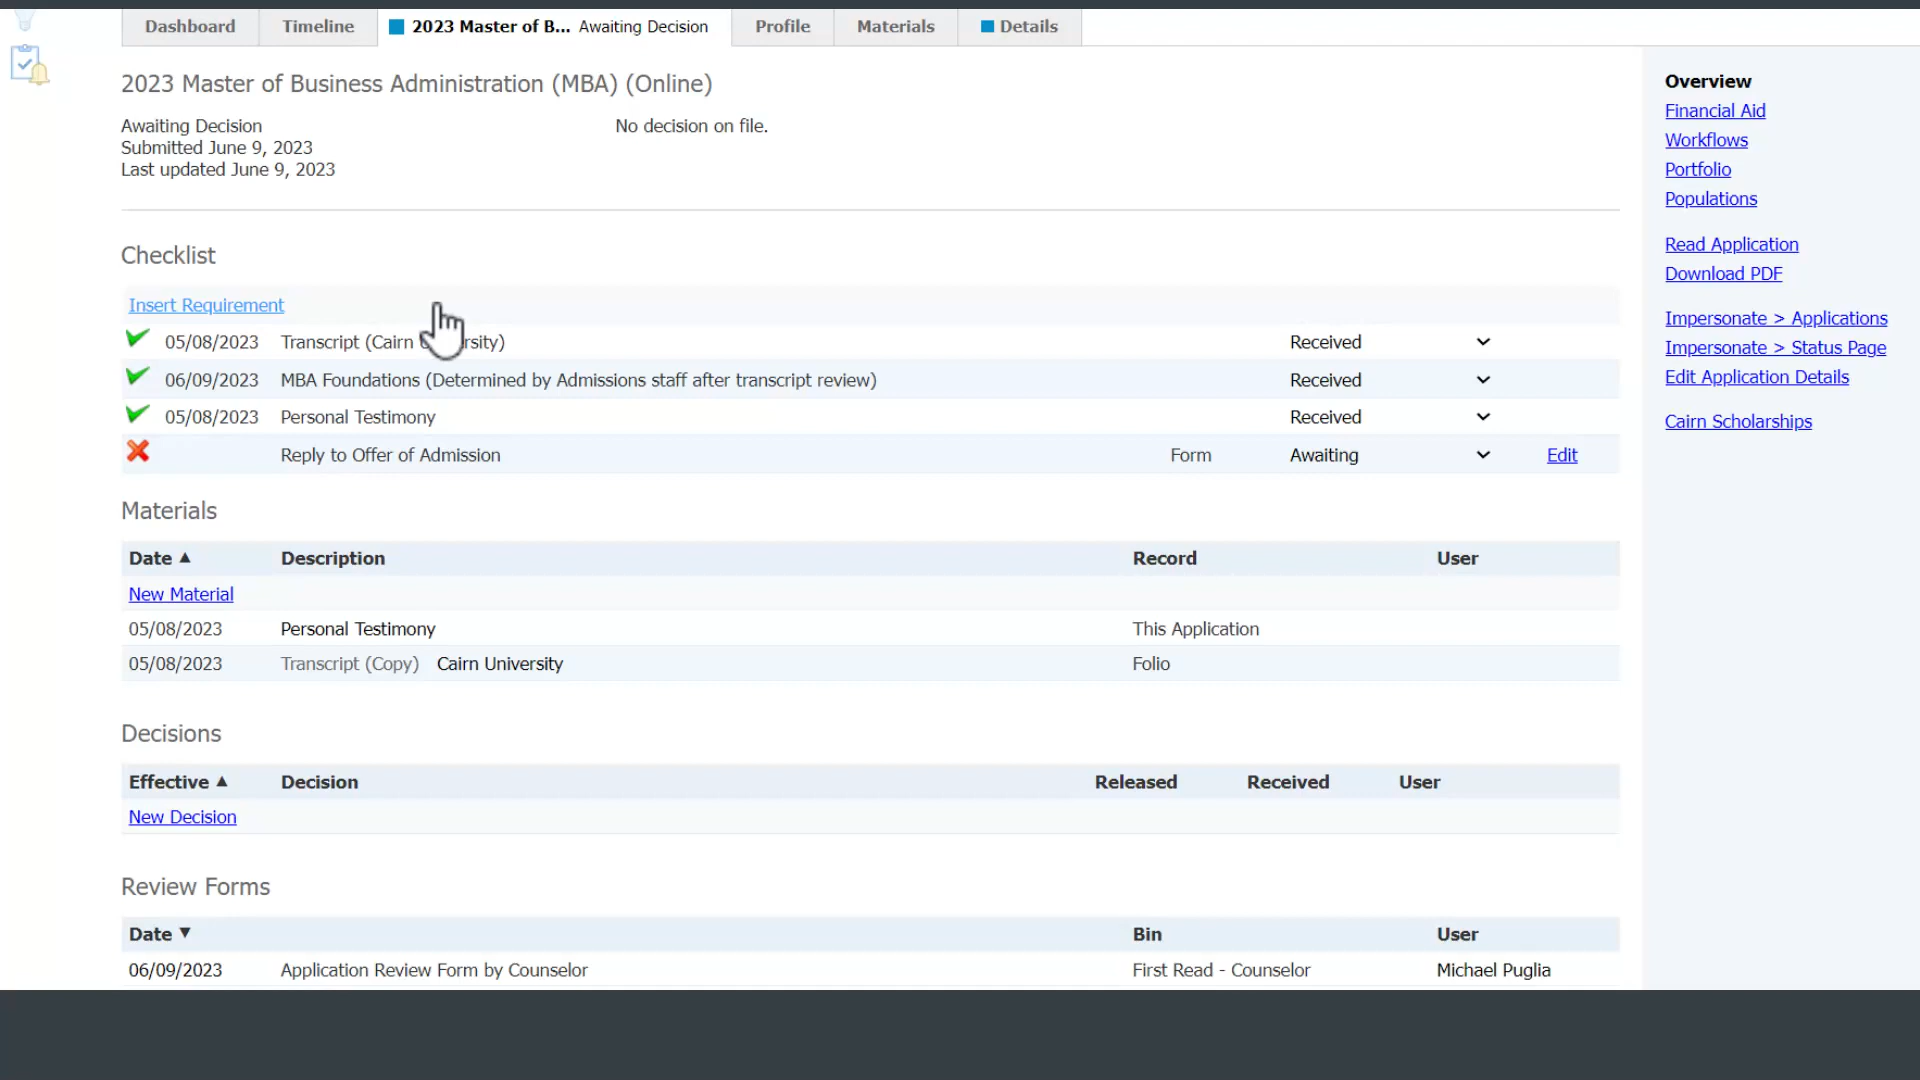 Dashboard Timeline 2023 Master of B... Awaiting Decision Profile Materials Details
2023 Master of Business Administration (MBA) (Online)
Awaiting Decision No decision on file.
Submitted June 9, 2023
Last updated June 9, 2023
Checklist
Insert Requirement
05/08/2023 Transcript (Cairn University) Received
06/09/2023 MBA Foundations (Determined by Admissions staff after transcript review) Received
05/08/2023 Personal Testimony Received
Reply to Offer of Admission Form Awaiting Edit
Materials
Date Description Record User
New Material
05/08/2023 Personal Testimony This Application
05/08/2023 Transcript (Copy) Cairn University Folio
Decisions
Effective Decision Released Received User
New Decision
Review Forms
Date Bin User
06/09/2023 Application Review Form by Counselor First Read - Counselor Michael Puglia
Overview
Financial Aid
Workflows
Portfolio
Populations
Read Application
Download PDF
Impersonate > Applications
Impersonate > Status Page
Edit Application Details
Cairn Scholarships